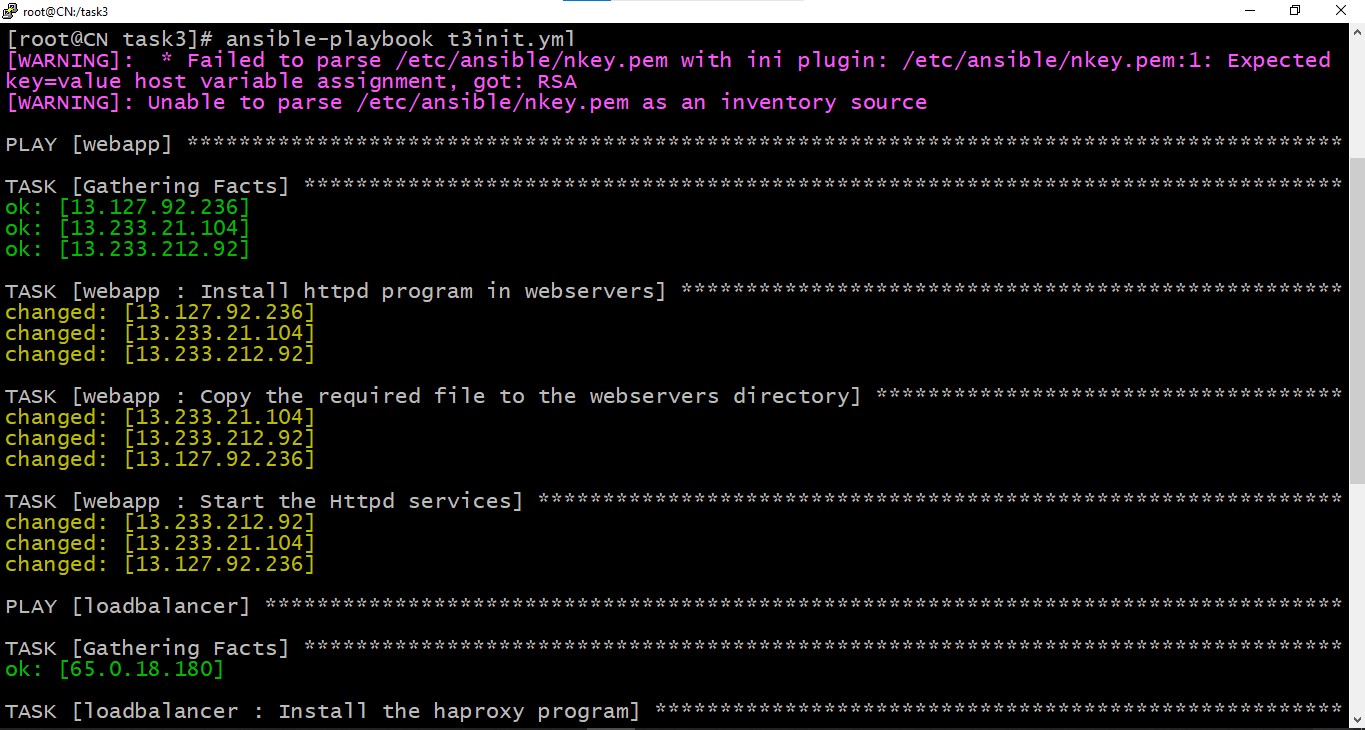 root@CN:/task3
[root@CN task3]# ansible-playbook t3init.yml
[WARNING]:  * Failed to parse /etc/ansible/nkey.pem with ini plugin: /etc/ansible/nkey.pem:1: Expected
key=value host variable assignment, got: RSA
[WARNING]: Unable to parse /etc/ansible/nkey.pem as an inventory source
PLAY [webapp] *****************************************************************************************
TASK [Gathering Facts] ********************************************************************************
ok: [13.127.92.236]
ok: [13.233.21.104]
ok: [13.233.212.92]
TASK [webapp : Install httpd program in webservers] ***************************************************
changed: [13.127.92.236]
changed: [13.233.21.104]
changed: [13.233.212.92]
TASK [webapp : Copy the required file to the webservers directory] ************************************
changed: [13.233.21.104]
changed: [13.233.212.92]
changed: [13.127.92.236]
TASK [webapp : Start the Httpd services] **************************************************************
changed: [13.233.212.92]
changed: [13.233.21.104]
changed: [13.127.92.236]
PLAY [loadbalancer] ***********************************************************************************
TASK [Gathering Facts] ********************************************************************************
ok: [65.0.18.180]
TASK [loadbalancer : Install the haproxy program] *****************************************************